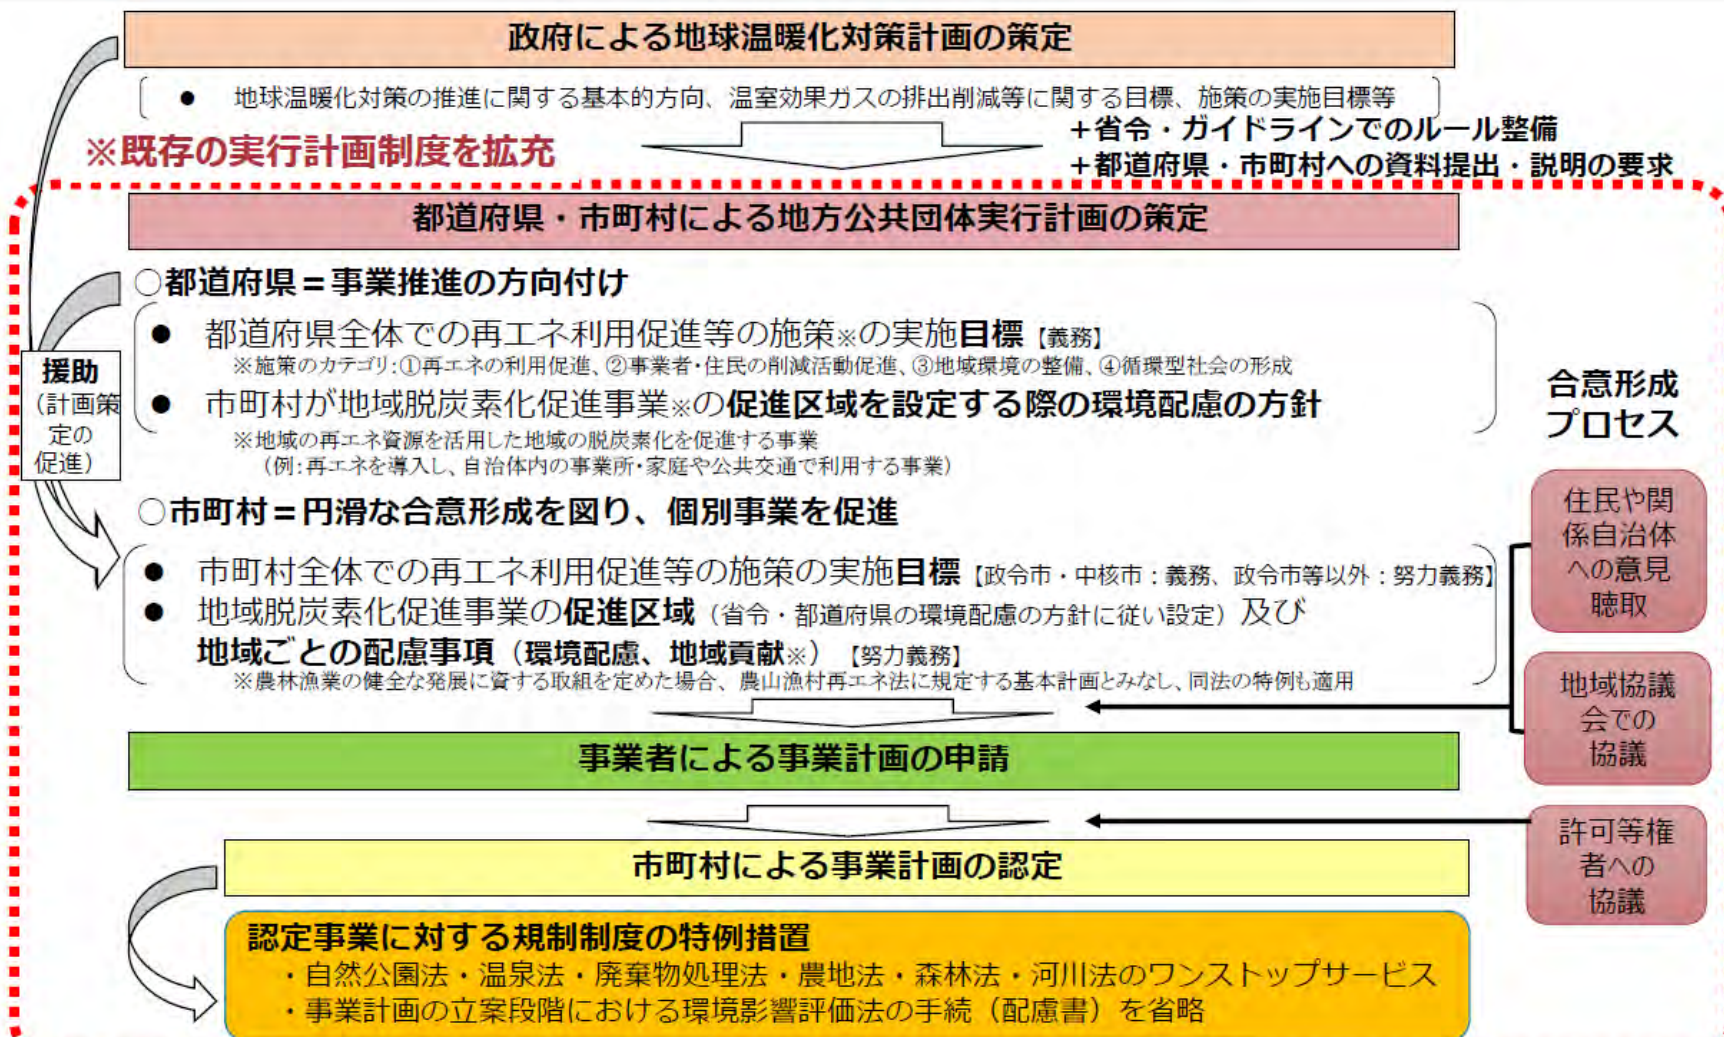 政府による地球温暖化対策計画の策定
● 地球温暖化対策の推進に関する基本的方向、温室効果ガスの排出削減等に関する目標、施策の実施目標等
※既存の実行計画制度を拡充
+省令・ガイドラインでのルール整備
+都道府県・市町村への資料提出・説明の要求
都道府県・市町村による地方公共団体実行計画の策定
○都道府県=事業推進の方向付け
● 都道府県全体での再エネ利用促進等の施策※の実施目標【義務】
※施策のカテゴリ:①再エネの利用促進、②事業者・住民の削減活動促進、③地域環境の整備、④循環型社会の形成
● 市町村が地域脱炭素化促進事業※の促進区域を設定する際の環境配慮の方針
※地域の再エネ資源を活用した地域の脱炭素化を促進する事業
(例:再エネを導入し、自治体内の事業所・家庭や公共交通で利用する事業)
援助
(計画策
定の
促進)
○市町村=円滑な合意形成を図り、個別事業を促進
● 市町村全体での再エネ利用促進等の施策の実施目標【政令市・中核市:義務、政令市等以外:努力義務】
● 地域脱炭素化促進事業の促進区域(省令・都道府県の環境配慮の方針に従い設定)及び
地域ごとの配慮事項(環境配慮、地域貢献※)【努力義務】
※農林漁業の健全な発展に資する取組を定めた場合、農山漁村再エネ法に規定する基本計画とみなし、同法の特例も適用
合意形成
プロセス
住民や関
係自治体
への意見
聴取
地域協議
会での
協議
許可等権
者への
協議
事業者による事業計画の申請
市町村による事業計画の認定
認定事業に対する規制制度の特例措置
・自然公園法・温泉法・廃棄物処理法・農地法・森林法・河川法のワンストップサービス
・事業計画の立案段階における環境影響評価法の手続(配慮書)を省略